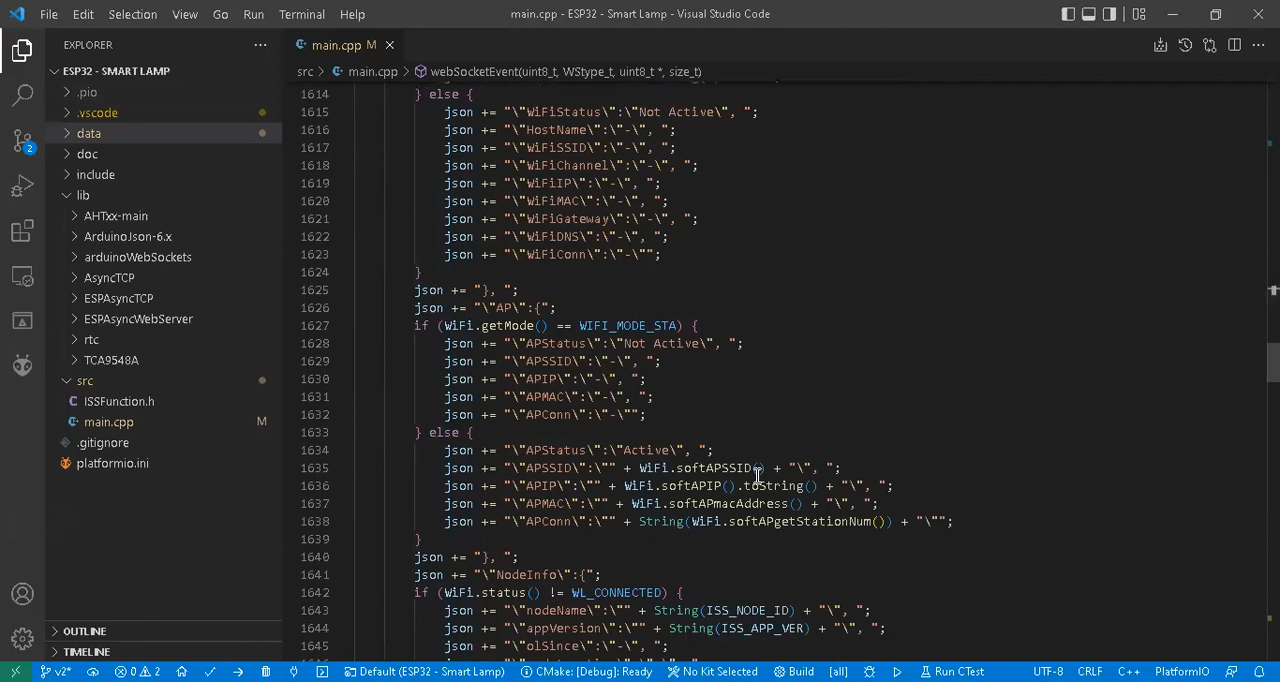 File Edit Selection View Go Run Terminal Help main.cpp - ESP32 - Smart Lamp - Visual Studio Code
EXPLORER
main.cpp M
src > main.cpp > webSocketEvent(uint8_t, WStype_t, uint8_t *, size_t)
ESP32 - SMART LAMP
.pio
.vscode
data
doc
include
lib
AHTxx-main
ArduinoJson-6.x
arduinoWebSockets
AsyncTCP
ESPAsyncTCP
ESPAsyncWebServer
rtc
TCA9548A
src
ISSFunction.h
main.cpp M
.gitignore
platformio.ini
OUTLINE
TIMELINE
2
1614 } else {
1615 json += "\"WiFiStatus\":\"Not Active\", ";
1616 json += "\"HostName\":\"-\", ";
1617 json += "\"WiFiSSID\":\"-\", ";
1618 json += "\"WiFiChannel\":\"-\", ";
1619 json += "\"WiFiIP\":\"-\", ";
1620 json += "\"WiFiMAC\":\"-\", ";
1621 json += "\"WiFiGateway\":\"-\", ";
1622 json += "\"WiFiDNS\":\"-\", ";
1623 json += "\"WiFiConn\":\"-\"";
1624 }
1625 json += "}, ";
1626 json += "\"AP\":{";
1627 if (WiFi.getMode() == WIFI_MODE_STA) {
1628 json += "\"APStatus\":\"Not Active\", ";
1629 json += "\"APSSID\":\"-\", ";
1630 json += "\"APIP\":\"-\", ";
1631 json += "\"APMAC\":\"-\", ";
1632 json += "\"APConn\":\"-\"";
1633 } else {
1634 json += "\"APStatus\":\"Active\", ";
1635 json += "\"APSSID\":\"" + WiFi.softAPSSID() + "\", ";
1636 json += "\"APIP\":\"" + WiFi.softAPIP().toString() + "\", ";
1637 json += "\"APMAC\":\"" + WiFi.softAPmacAddress() + "\", ";
1638 json += "\"APConn\":\"" + String(WiFi.softAPgetStationNum()) + "\"";
1639 }
1640 json += "}, ";
1641 json += "\"NodeInfo\":{";
1642 if (WiFi.status() != WL_CONNECTED) {
1643 json += "\"nodeName\":\"" + String(ISS_NODE_ID) + "\", ";
1644 json += "\"appVersion\":\"" + String(ISS_APP_VER) + "\", ";
1645 json += "\"olSince\":\"-\", ";
v2* 0 2 Default (ESP32 - Smart Lamp) CMake: [Debug]: Ready No Kit Selected Build [all] Run CTest UTF-8 CRLF C++ PlatformIO